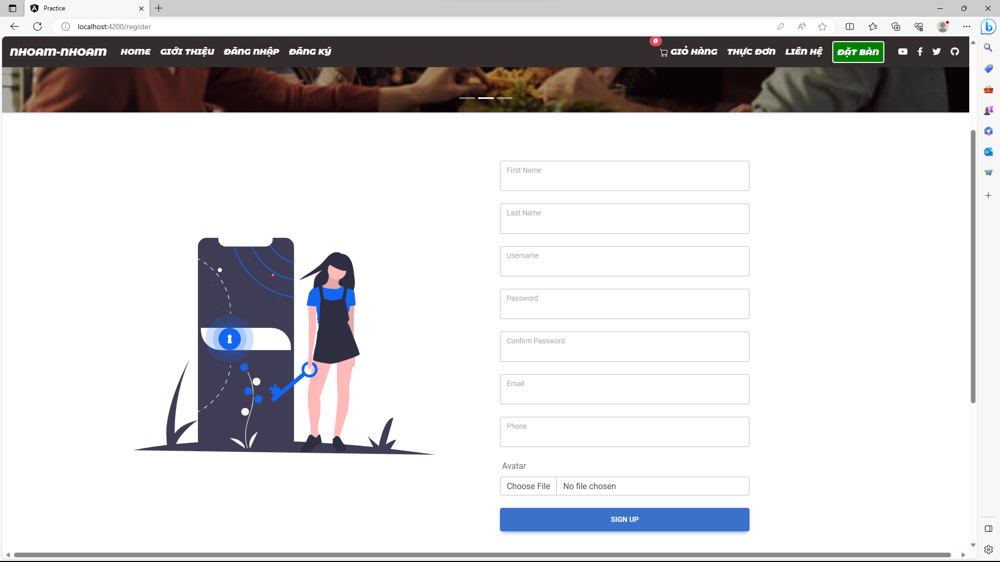 Practice
localhost:4200/register
NHOAM-NHOAM HOME GIỚI THIỆU ĐĂNG NHẬP ĐĂNG KÝ 0 GIỎ HÀNG THỰC ĐƠN LIÊN HỆ ĐẶT BÀN
First Name
Last Name
Username
Password
Confirm Password
Email
Phone
Avatar
Choose File No file chosen
SIGN UP